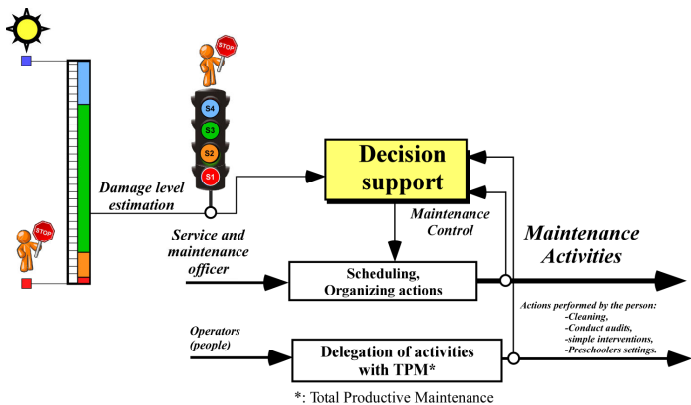 STOP
S4
S3
S2
S1
Decision
support
Damage level
estimation
STOP
Maintenance
Control
Service and
maintenance
officer
Maintenance
Activities
Scheduling,
Organizing actions
Actions performed by the person:
-Cleaning,
-Conduct audits,
-simple interventions,
-Preschoolers settings.
Operators
(people)
Delegation of activities
with TPM*
*: Total Productive Maintenance